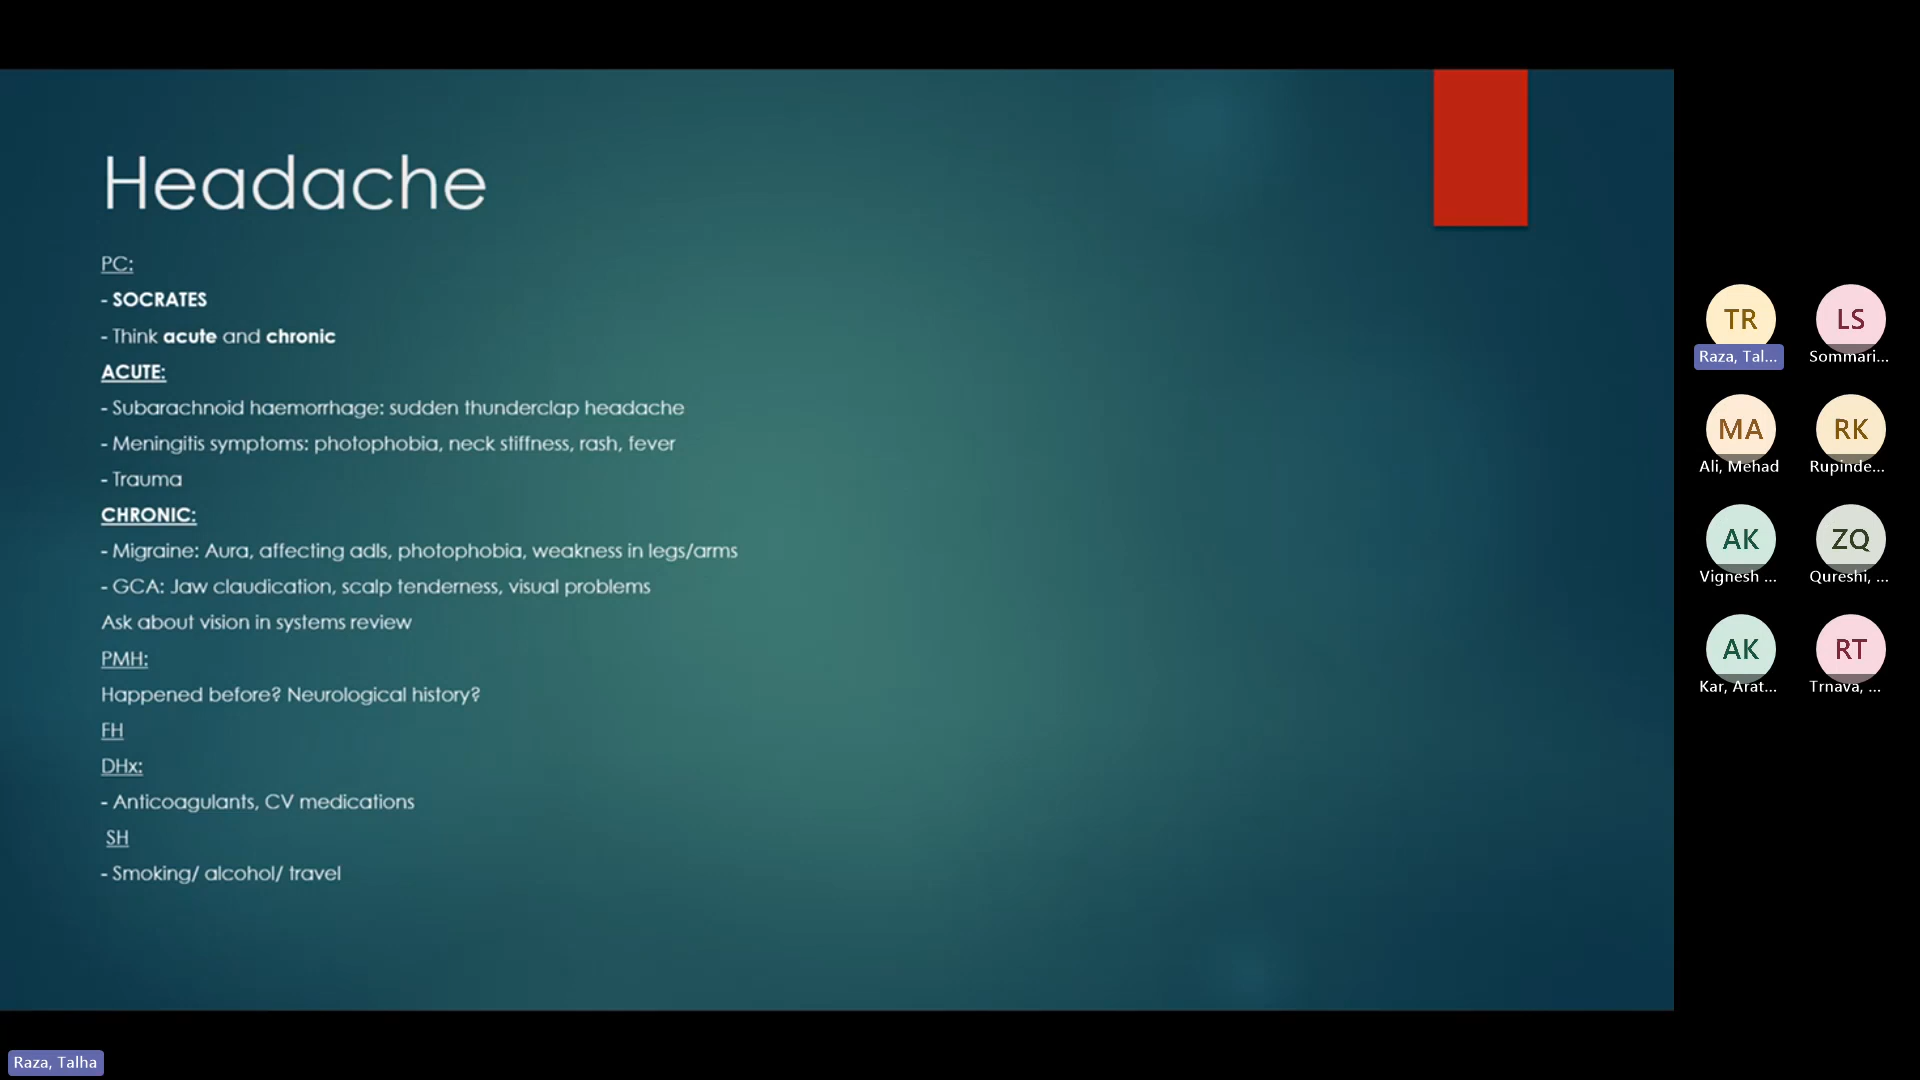 Headache
PC:
- SOCRATES
- Think acute and chronic
ACUTE:
- Subarachnoid haemorrhage: sudden thunderclap headache
- Meningitis symptoms: photophobia, neck stiffness, rash, fever
- Trauma
CHRONIC:
- Migraine: Aura, affecting adls, photophobia, weakness in legs/arms
- GCA: Jaw claudication, scalp tenderness, visual problems
Ask about vision in systems review
PMH:
Happened before? Neurological history?
FH
DHx:
- Anticoagulants, CV medications
SH
- Smoking/ alcohol/ travel
TR
Raza, Tal...
LS
Sommari...
MA
Ali, Mehad
RK
Rupinde...
AK
Vignesh ...
ZQ
Qureshi, ...
AK
Kar, Arat...
RT
Trnava, ...
Raza, Talha